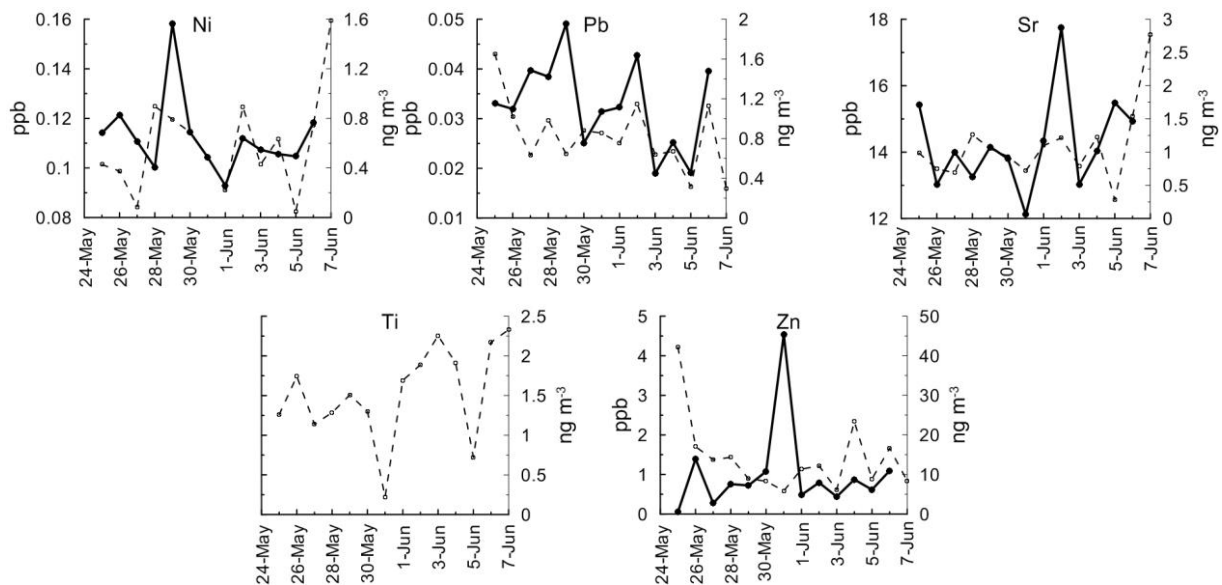 Ni
0.16
0.14
0.12
0.1
0.08
ppb
1.6
1.2
0.8
0.4
0
ng m-3
24-May
26-May
28-May
30-May
1-Jun
3-Jun
5-Jun
7-Jun
Pb
0.05
0.04
0.03
0.02
0.01
ppb
2
1.6
1.2
0.8
0.4
0
ng m-3
24-May
26-May
28-May
30-May
1-Jun
3-Jun
5-Jun
7-Jun
Sr
18
16
14
12
ppb
3
2.5
2
1.5
1
0.5
0
ng m-3
24-May
26-May
28-May
30-May
1-Jun
3-Jun
5-Jun
7-Jun
Ti
2.5
2
1.5
1
0.5
0
ng m-3
24-May
26-May
28-May
30-May
1-Jun
3-Jun
5-Jun
7-Jun
Zn
5
4
3
2
1
0
ppb
50
40
30
20
10
0
ng m-3
24-May
26-May
28-May
30-May
1-Jun
3-Jun
5-Jun
7-Jun